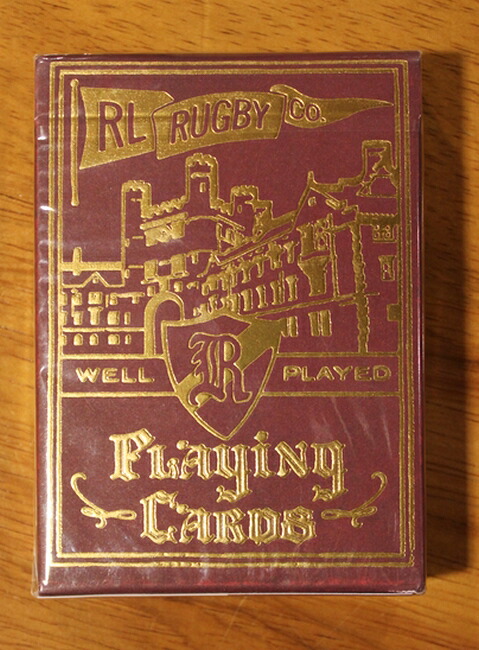 RL RUGBY CO.
WELL PLAYED
R
Playing
Cards